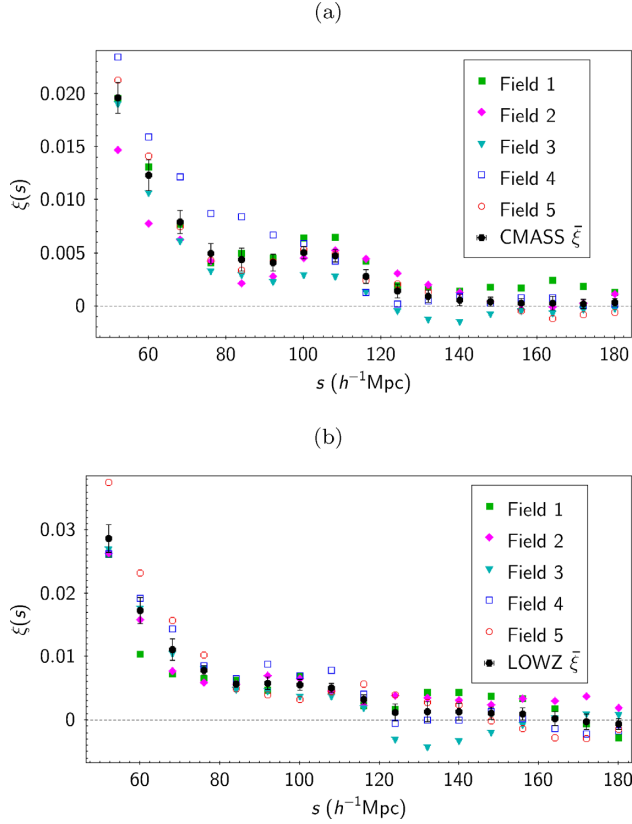 (a)
0.020
0.015
0.010
0.005
0
ξ(s)
Field 1
Field 2
Field 3
Field 4
Field 5
CMASS ξ̄
60 80 100 120 140 160 180
s (h⁻¹Mpc)
(b)
0.03
0.02
0.01
0
ξ(s)
Field 1
Field 2
Field 3
Field 4
Field 5
LOWZ ξ̄
60 80 100 120 140 160 180
s (h⁻¹Mpc)